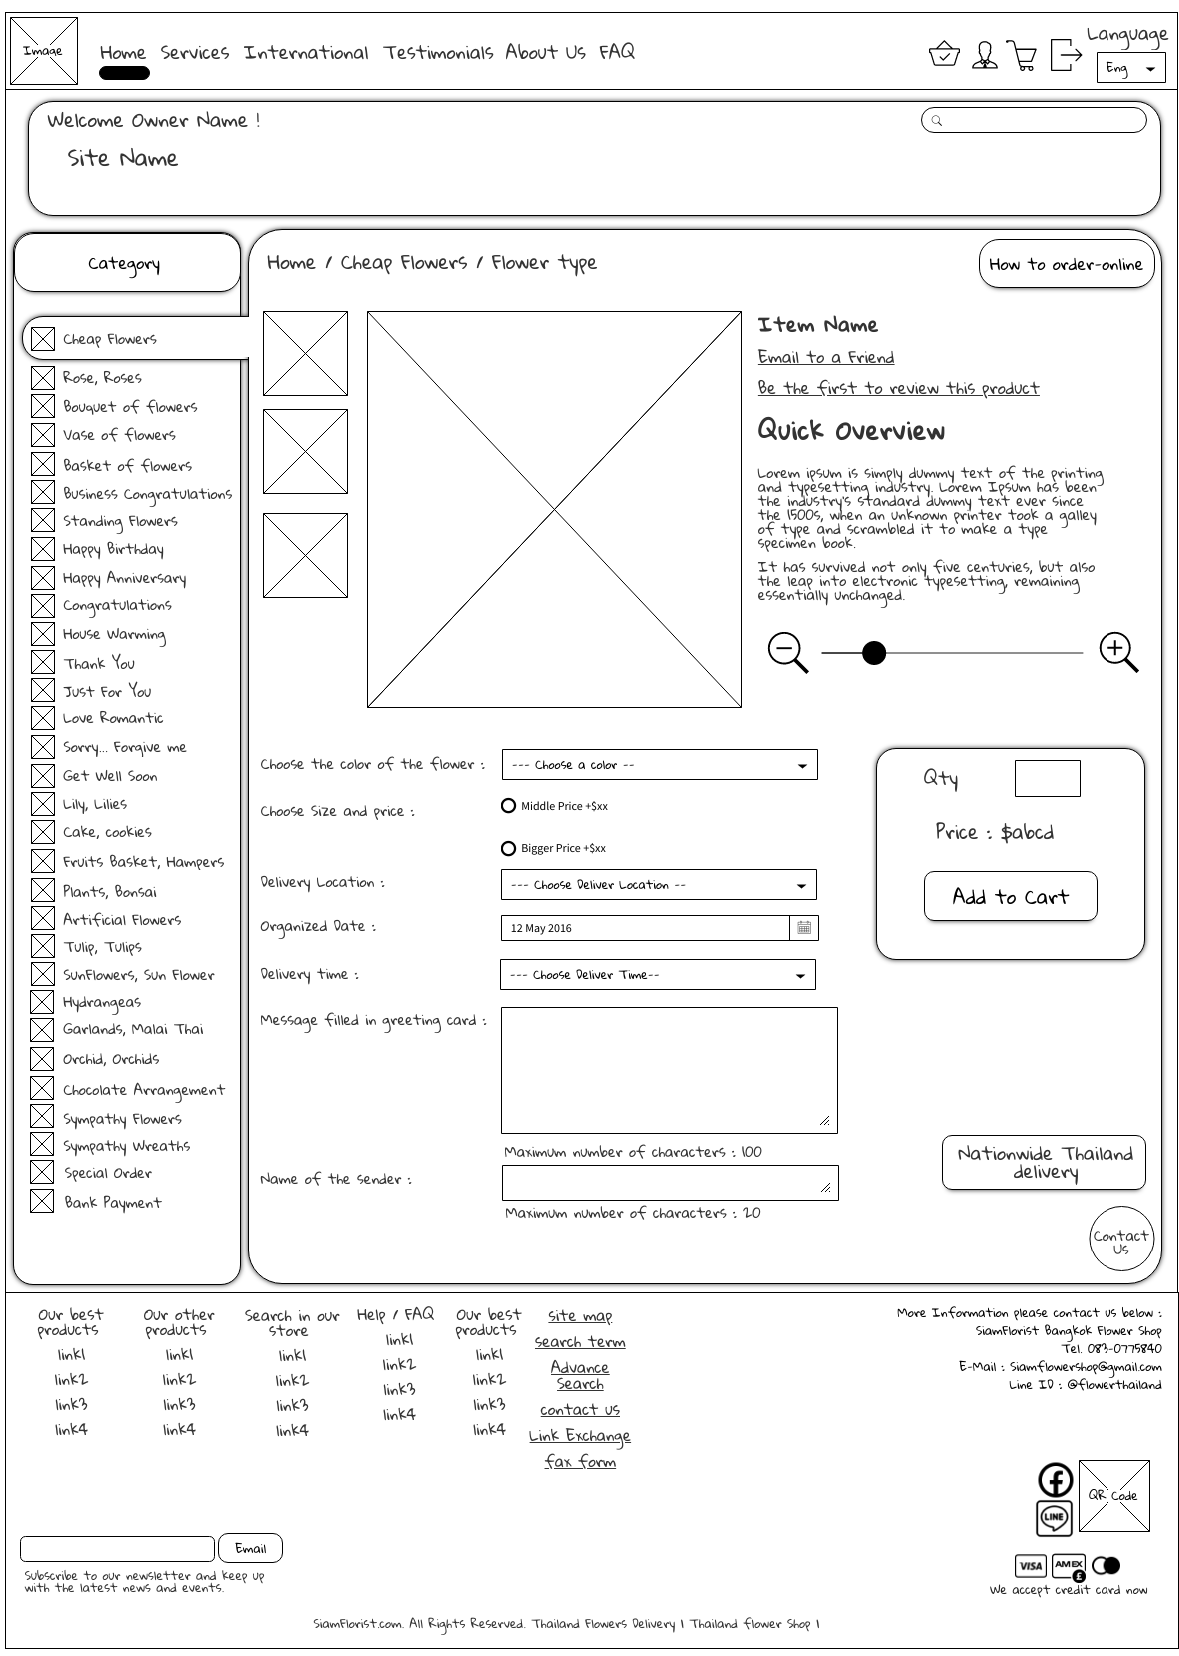 Image
Home Services International Testimonials About Us FAQ
Language
Eng
Welcome Owner Name !
Site Name
Category
Cheap Flowers
Rose, Roses
Bouquet of flowers
Vase of flowers
Basket of flowers
Business Congratulations
Standing Flowers
Happy Birthday
Happy Anniversary
Congratulations
House Warming
Thank You
Just For You
Love Romantic
Sorry... Forgive me
Get Well Soon
Lily, Lilies
Cake, cookies
Fruits Basket, Hampers
Plants, Bonsai
Artificial Flowers
Tulip, Tulips
SunFlowers, Sun Flower
Hydrangeas
Garlands, Malai Thai
Orchid, Orchids
Chocolate Arrangement
Sympathy Flowers
Sympathy Wreaths
Special Order
Bank Payment
Home / Cheap Flowers / Flower type
How to order-online
Item Name
Email to a Friend
Be the first to review this product
Quick Overview
Lorem ipsum is simply dummy text of the printing
and typesetting industry. Lorem Ipsum has been
the industry's standard dummy text ever since
the 1500s, when an unknown printer took a galley
of type and scrambled it to make a type
specimen book.
It has survived not only five centuries, but also
the leap into electronic typesetting, remaining
essentially unchanged.
Choose the color of the flower :
--- Choose a color --
Choose Size and price :
Middle Price +$xx
Bigger Price +$xx
Delivery Location :
--- Choose Deliver Location --
Organized Date :
12 May 2016
Delivery time :
--- Choose Deliver Time--
Message filled in greeting card :
Maximum number of characters : 100
Name of the sender :
Maximum number of characters : 20
Qty
Price : $abcd
Add to Cart
Nationwide Thailand
delivery
Contact
Us
Our best
products
link1
link2
link3
link4
Our other
products
link1
link2
link3
link4
Search in our
store
link1
link2
link3
link4
Help / FAQ
link1
link2
link3
link4
Our best
products
link1
link2
link3
link4
site map
search term
Advance
Search
contact us
Link Exchange
fax form
More Information please contact us below :
SiamFlorist Bangkok Flower Shop
Tel. 083-0775840
E-Mail : Siamflowershop@gmail.com
Line ID : @flowerthailand
LINE
QR Code
VISA
AMEX
£
We accept credit card now
Email
Subscribe to our newsletter and keep up
with the latest news and events.
SiamFlorist.com. All Rights Reserved. Thailand Flowers Delivery | Thailand flower Shop |